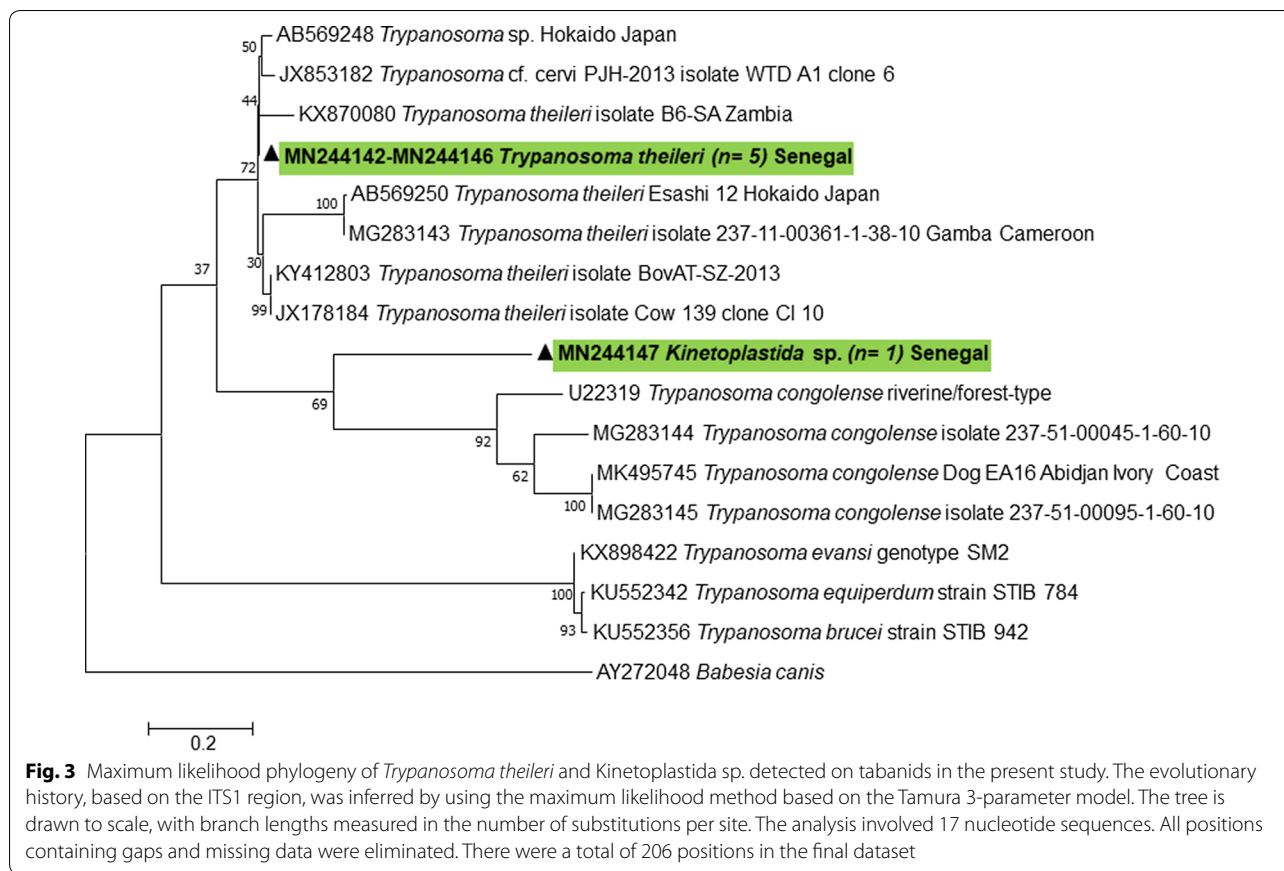 AB569248 Trypanosoma sp. Hokaido Japan
50
JX853182 Trypanosoma cf. cervi PJH-2013 isolate WTD A1 clone 6
44
KX870080 Trypanosoma theileri isolate B6-SA Zambia
MN244142-MN244146 Trypanosoma theileri (n= 5) Senegal
72
AB569250 Trypanosoma theileri Esashi 12 Hokaido Japan
100
MG283143 Trypanosoma theileri isolate 237-11-00361-1-38-10 Gamba Cameroon
37
30
KY412803 Trypanosoma theileri isolate BovAT-SZ-2013
99
JX178184 Trypanosoma theileri isolate Cow 139 clone Cl 10
MN244147 Kinetoplastida sp. (n= 1) Senegal
69
U22319 Trypanosoma congolense riverine/forest-type
92
MG283144 Trypanosoma congolense isolate 237-51-00045-1-60-10
62
MK495745 Trypanosoma congolense Dog EA16 Abidjan Ivory Coast
100
MG283145 Trypanosoma congolense isolate 237-51-00095-1-60-10
KX898422 Trypanosoma evansi genotype SM2
100
KU552342 Trypanosoma equiperdum strain STIB 784
93
KU552356 Trypanosoma brucei strain STIB 942
AY272048 Babesia canis
0.2
Fig. 3 Maximum likelihood phylogeny of Trypanosoma theileri and Kinetoplastida sp. detected on tabanids in the present study. The evolutionary
history, based on the ITS1 region, was inferred by using the maximum likelihood method based on the Tamura 3-parameter model. The tree is
drawn to scale, with branch lengths measured in the number of substitutions per site. The analysis involved 17 nucleotide sequences. All positions
containing gaps and missing data were eliminated. There were a total of 206 positions in the final dataset